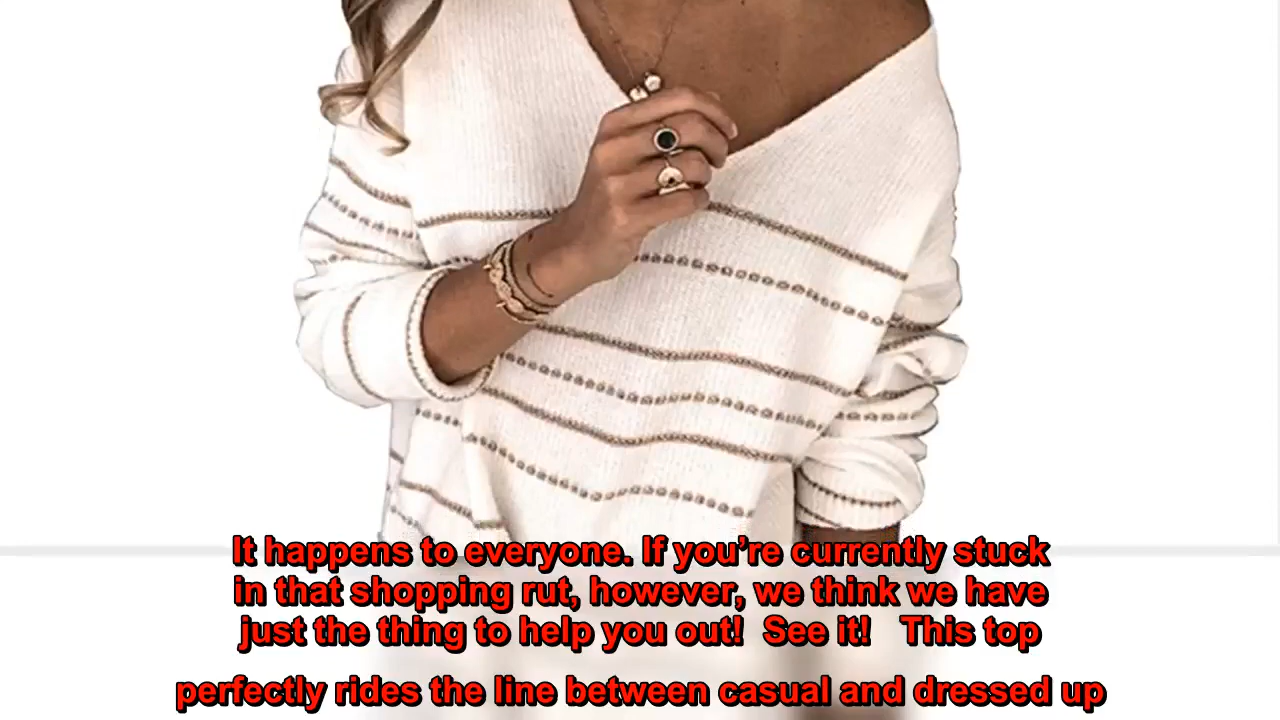 It happens to everyone. If you’re currently stuck
in that shopping rut, however, we think we have
just the thing to help you out!  See it!   This top
perfectly rides the line between casual and dressed up